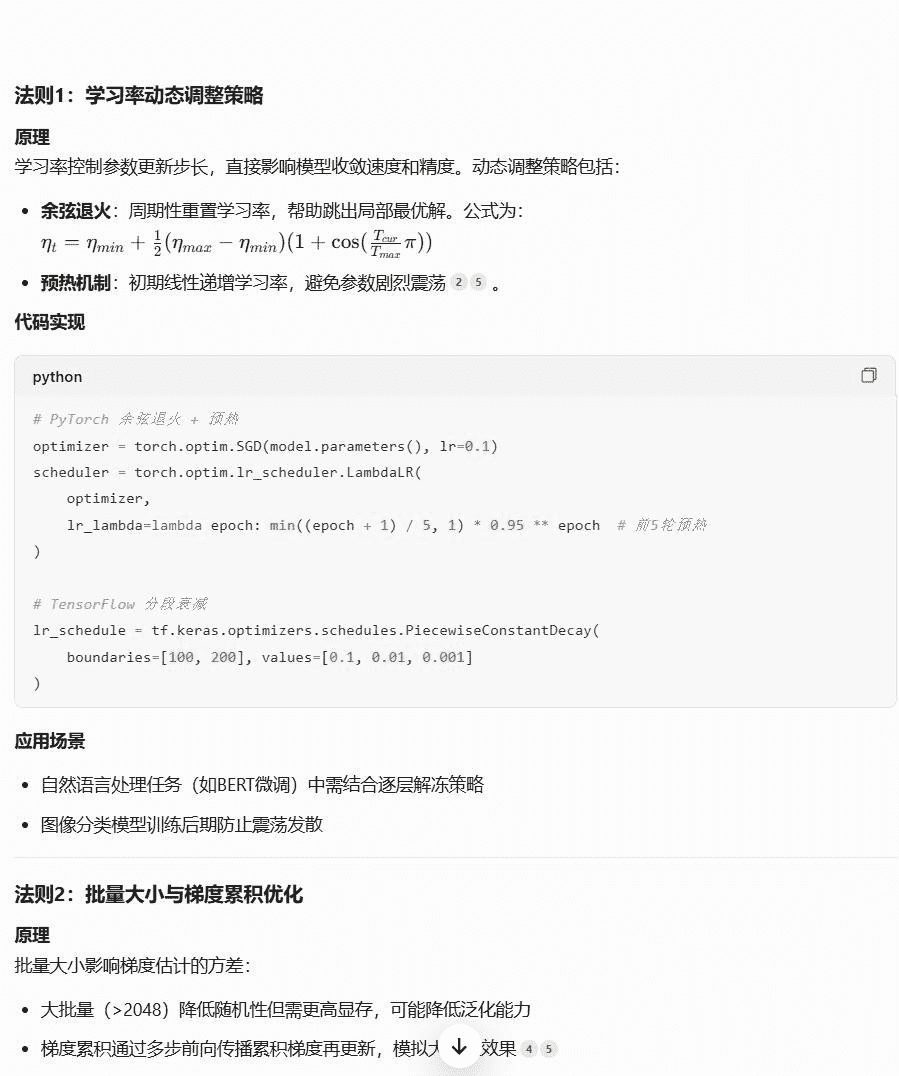 法则1：学习率动态调整策略
原理
学习率控制参数更新步长，直接影响模型收敛速度和精度。动态调整策略包括：
• 余弦退火：周期性重置学习率，帮助跳出局部最优解。公式为：
η_t = η_{min} + \frac{1}{2}(η_{max} − η_{min})(1 + cos(\frac{T_{cur}}{T_{max}}π))
• 预热机制：初期线性递增学习率，避免参数剧烈震荡 2 5 。
代码实现
python
# PyTorch 余弦退火 + 预热
optimizer = torch.optim.SGD(model.parameters(), lr=0.1)
scheduler = torch.optim.lr_scheduler.LambdaLR(
    optimizer,
    lr_lambda=lambda epoch: min((epoch + 1) / 5, 1) * 0.95 ** epoch  # 前5轮预热
)
# TensorFlow 分段衰减
lr_schedule = tf.keras.optimizers.schedules.PiecewiseConstantDecay(
    boundaries=[100, 200], values=[0.1, 0.01, 0.001]
)
应用场景
• 自然语言处理任务（如BERT微调）中需结合逐层解冻策略
• 图像分类模型训练后期防止震荡发散
法则2：批量大小与梯度累积优化
原理
批量大小影响梯度估计的方差：
• 大批量（>2048）降低随机性但需更高显存，可能降低泛化能力
• 梯度累积通过多步前向传播累积梯度再更新，模拟大 效果 4 5